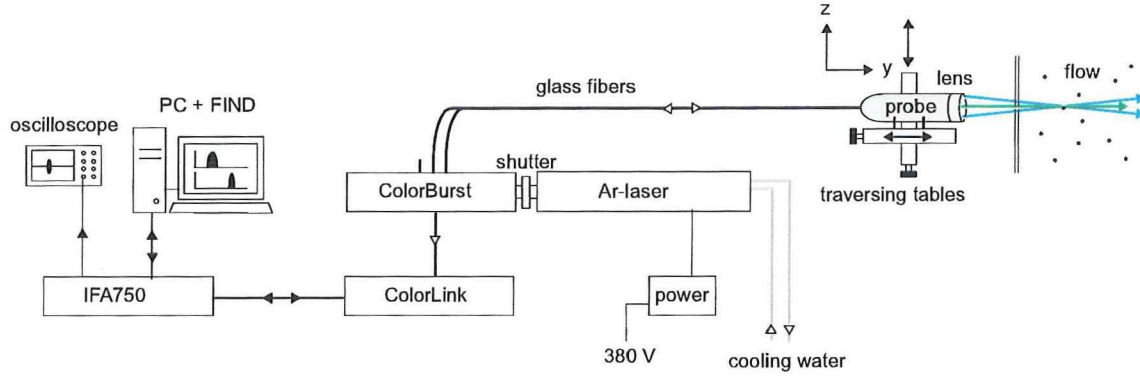 z
y
lens
flow
glass fibers
probe
PC + FIND
oscilloscope
shutter
ColorBurst
Ar-laser
traversing tables
IFA750
ColorLink
power
380 V
cooling water